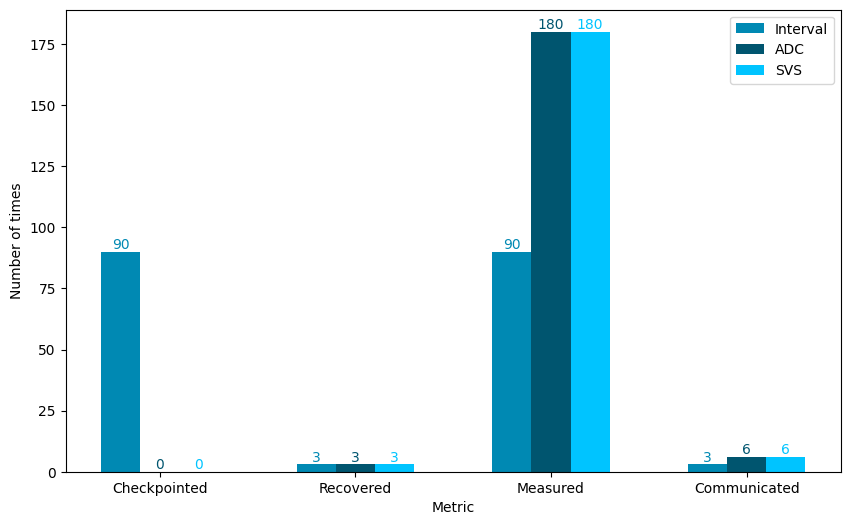 Interval
ADC
SVS
Number of times
175
150
125
100
75
50
25
0
90 0 0
3 3 3
90 180 180
3 6 6
Checkpointed Recovered Measured Communicated
Metric